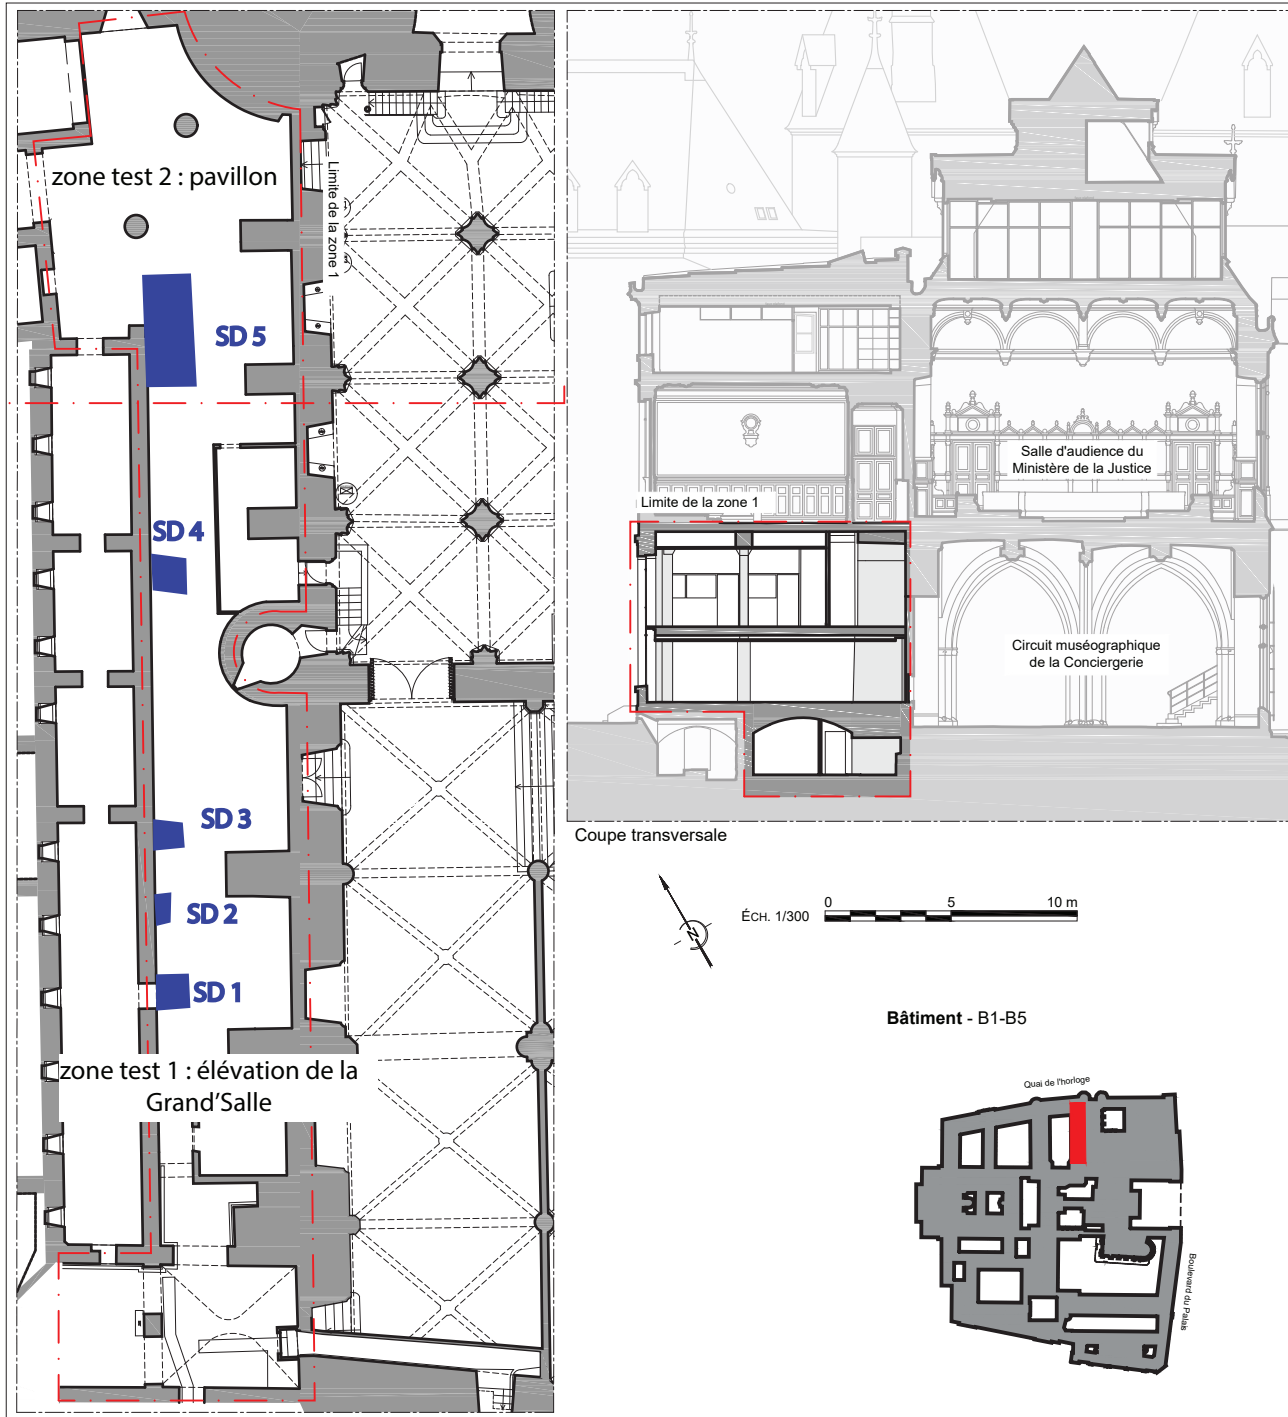 zone test 2 : pavillon
Limite de la zone 1
SD 5
SD 4
SD 3
SD 2
SD 1
zone test 1 : élévation de la
Grand’Salle
Salle d'audience du
Ministère de la Justice
Limite de la zone 1
Circuit muséographique
de la Conciergerie
Coupe transversale
N
ÉCH. 1/300
0 5 10 m
Bâtiment - B1-B5
Quai de l'horloge
Boulevard du Palais